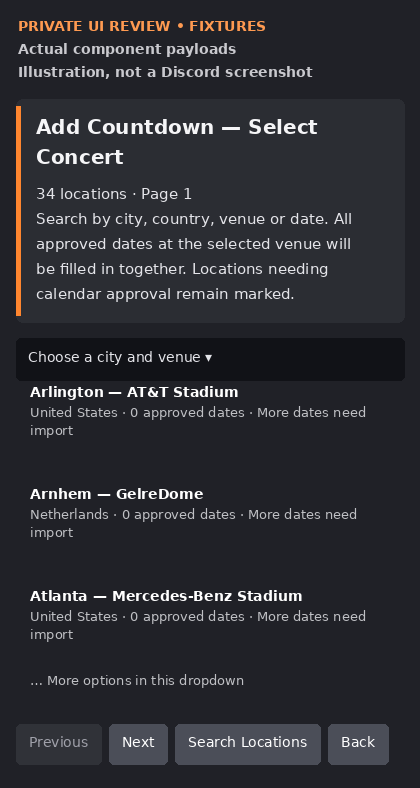 PRIVATE UI REVIEW • FIXTURES
Actual component payloads
Illustration, not a Discord screenshot
Add Countdown — Select
Concert
34 locations · Page 1
Search by city, country, venue or date. All
approved dates at the selected venue will
be filled in together. Locations needing
calendar approval remain marked.
Choose a city and venue ▾
Arlington — AT&T Stadium
United States · 0 approved dates · More dates need
import
Arnhem — GelreDome
Netherlands · 0 approved dates · More dates need
import
Atlanta — Mercedes-Benz Stadium
United States · 0 approved dates · More dates need
import
... More options in this dropdown
Previous Next Search Locations Back